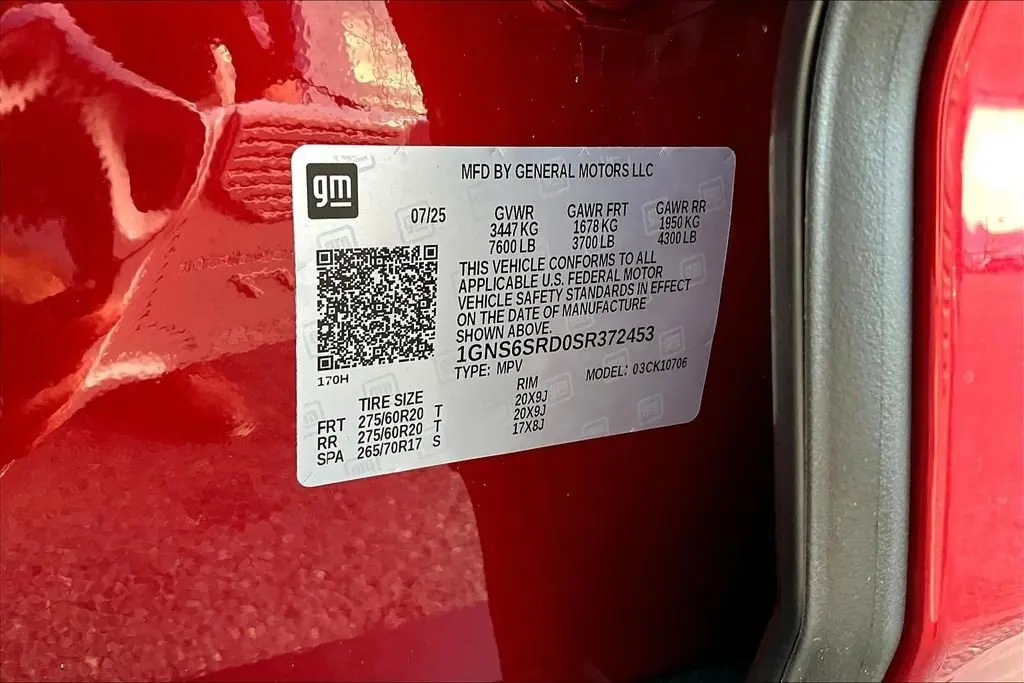 gm
MFD BY GENERAL MOTORS LLC
07/25 GVWR GAWR FRT GAWR RR
3447 KG 1678 KG 1950 KG
7600 LB 3700 LB 4300 LB
THIS VEHICLE CONFORMS TO ALL
APPLICABLE U.S. FEDERAL MOTOR
VEHICLE SAFETY STANDARDS IN EFFECT
ON THE DATE OF MANUFACTURE
SHOWN ABOVE.
1GNS6SRD0SR372453
TYPE: MPV MODEL: 03CK10706
170H
TIRE SIZE RIM
FRT 275/60R20 T 20X9J
RR 275/60R20 T 20X9J
SPA 265/70R17 S 17X8J